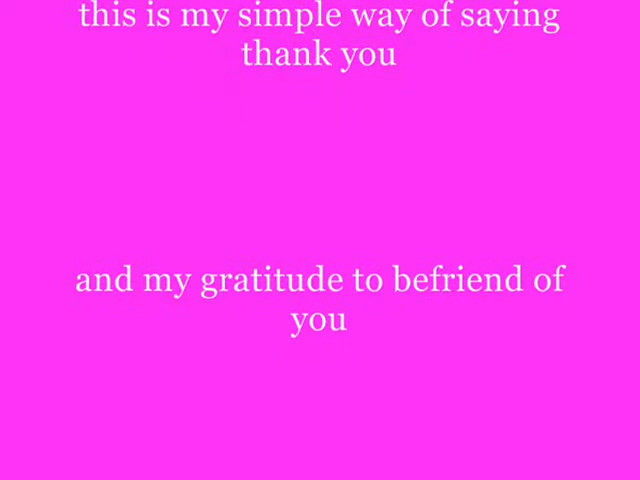 this is my simple way of saying
thank you
and my gratitude to befriend of
you